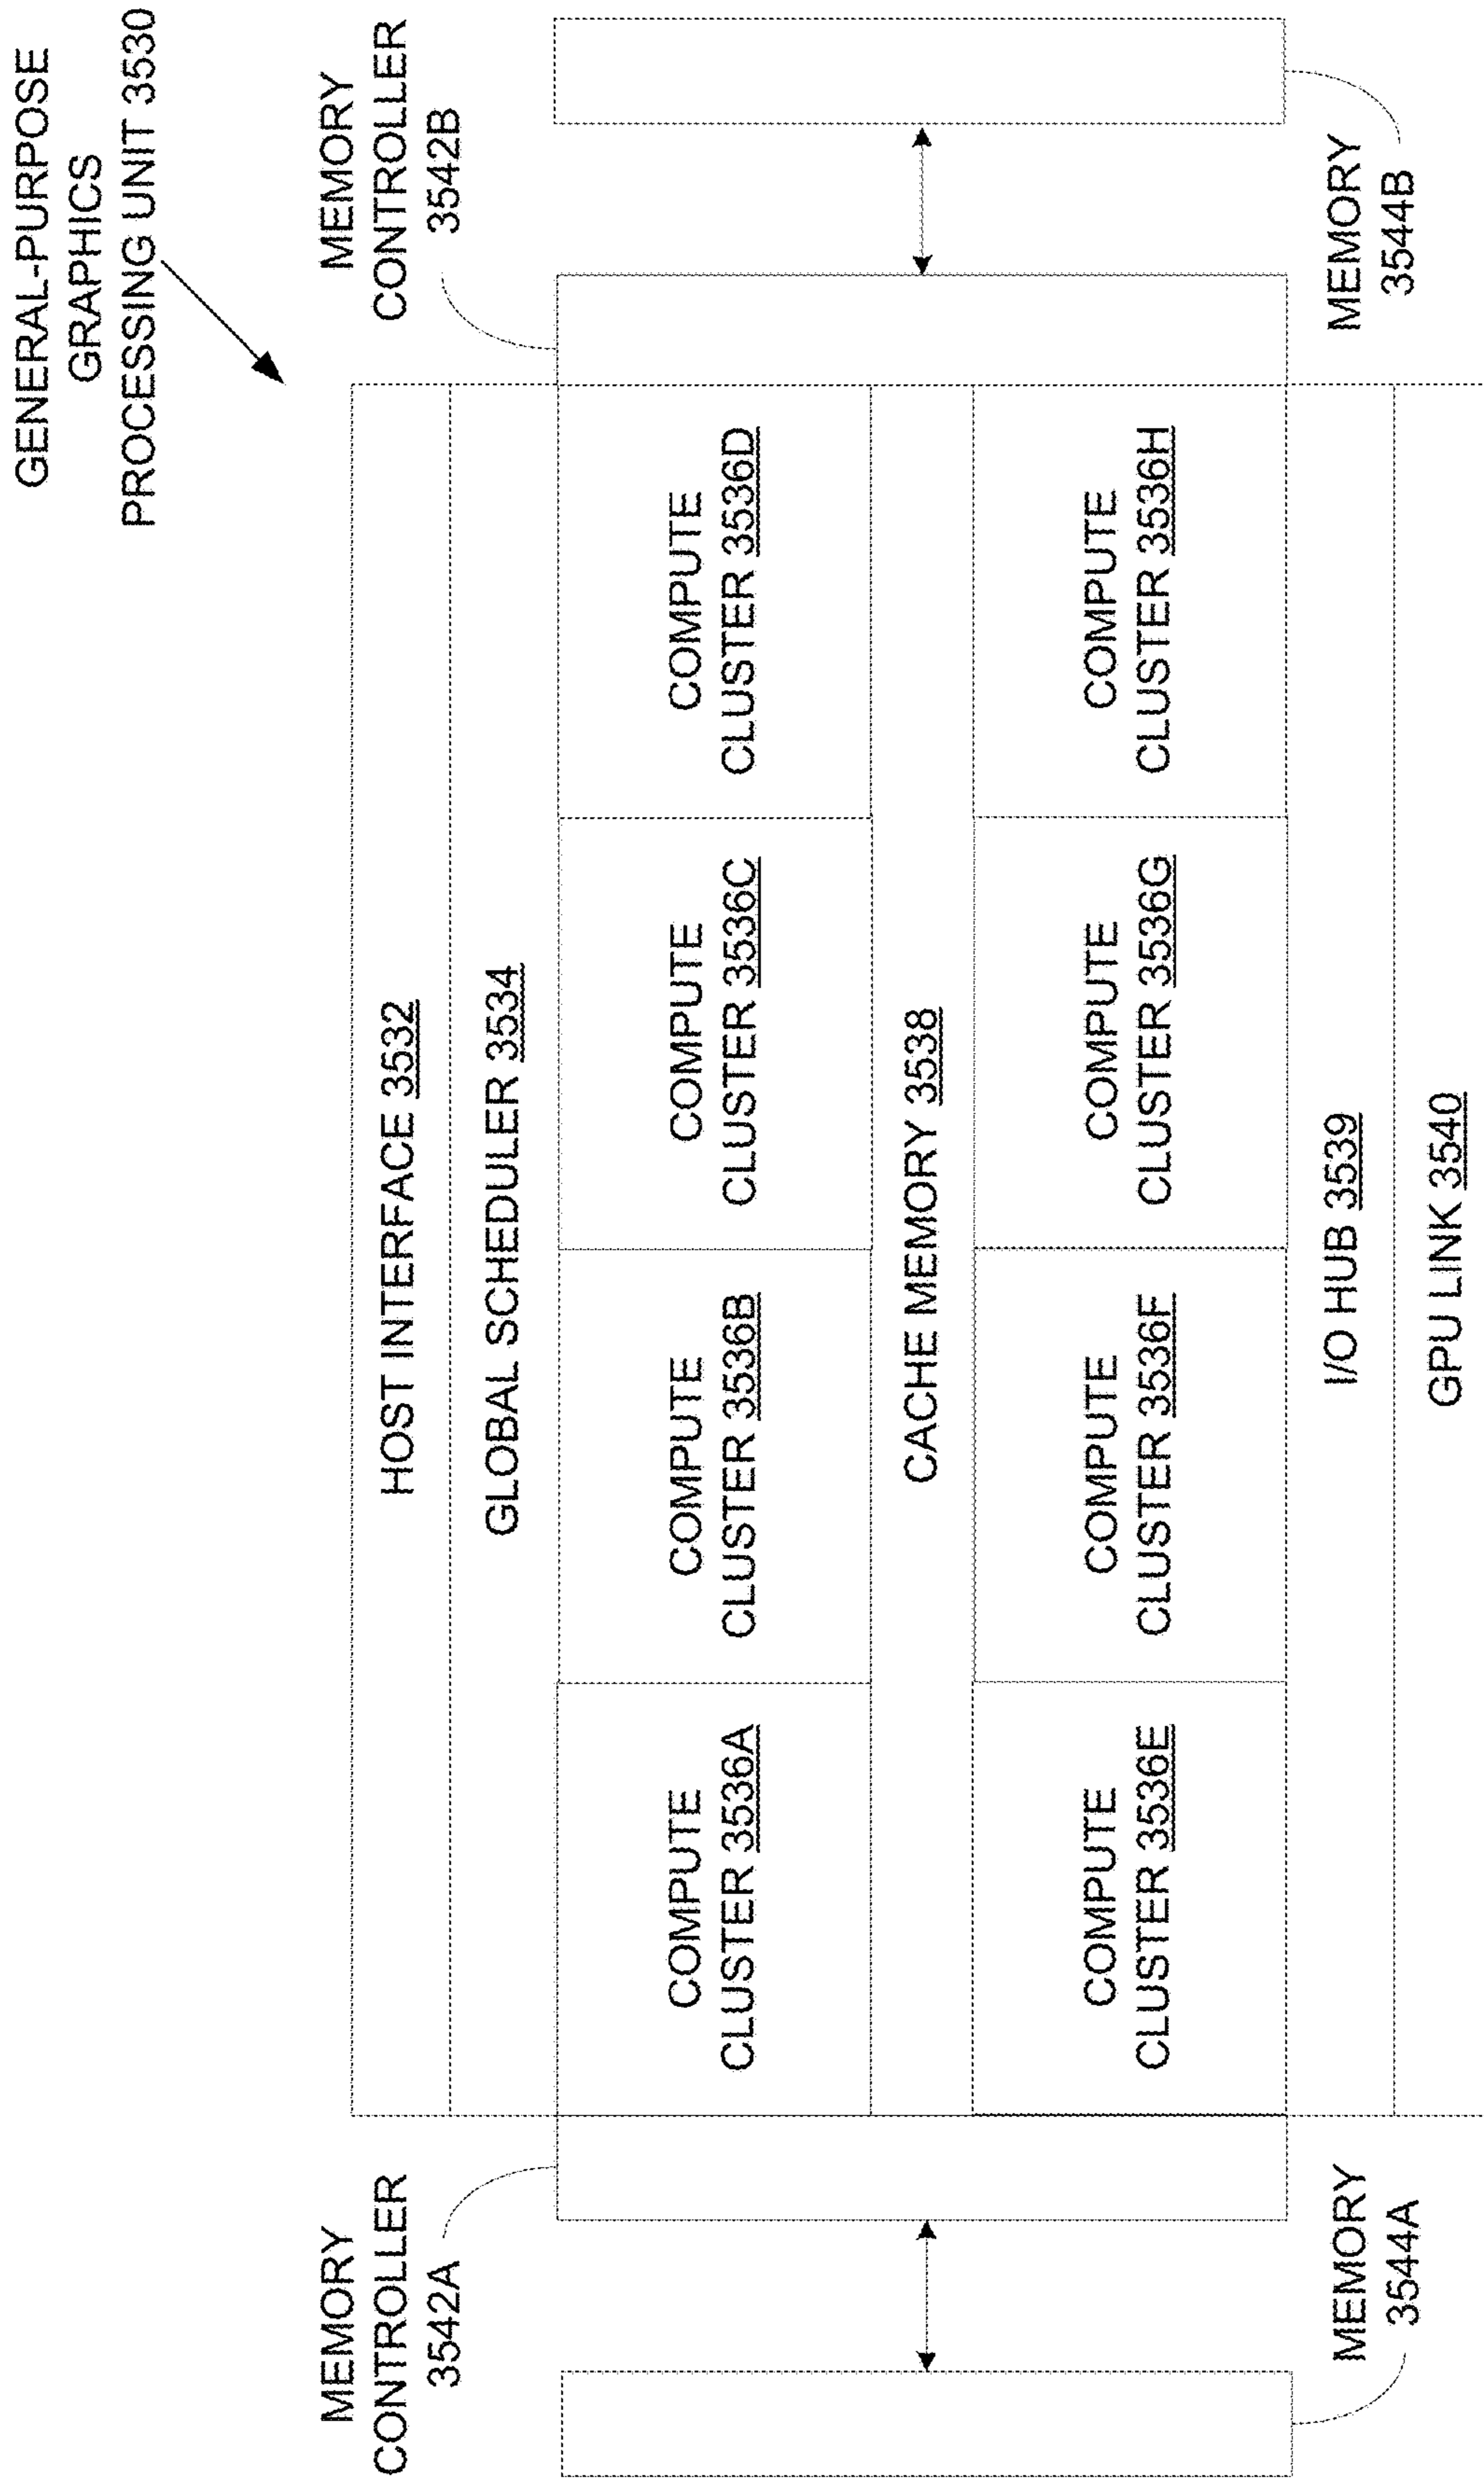 GENERAL-PURPOSE
GRAPHICS
PROCESSING UNIT 3530
MEMORY
CONTROLLER
3542A
MEMORY
CONTROLLER
3542B
HOST INTERFACE 3532
GLOBAL SCHEDULER 3534
COMPUTE
CLUSTER 3536A
COMPUTE
CLUSTER 3536B
COMPUTE
CLUSTER 3536C
COMPUTE
CLUSTER 3536D
CACHE MEMORY 3538
COMPUTE
CLUSTER 3536E
COMPUTE
CLUSTER 3536F
COMPUTE
CLUSTER 3536G
COMPUTE
CLUSTER 3536H
I/O HUB 3539
GPU LINK 3540
MEMORY
3544A
MEMORY
3544B